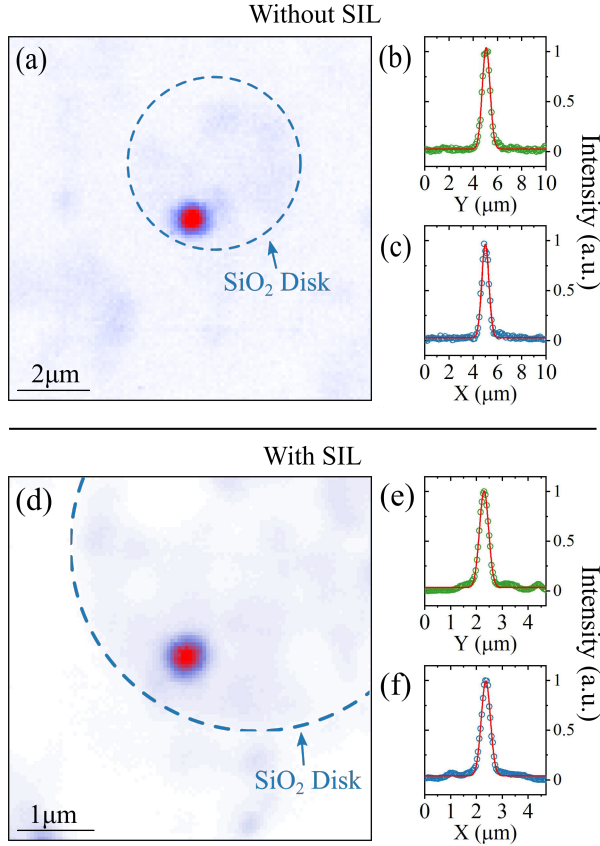 Without SIL
(a)
SiO₂ Disk
2μm
(b)
1
0.5
0
0 2 4 6 8 10
Y (μm)
(c)
1
0.5
0
0 2 4 6 8 10
X (μm)
Intensity (a.u.)
With SIL
(d)
SiO₂ Disk
1μm
(e)
1
0.5
0
0 1 2 3 4
Y (μm)
(f)
1
0.5
0
0 1 2 3 4
X (μm)
Intensity (a.u.)